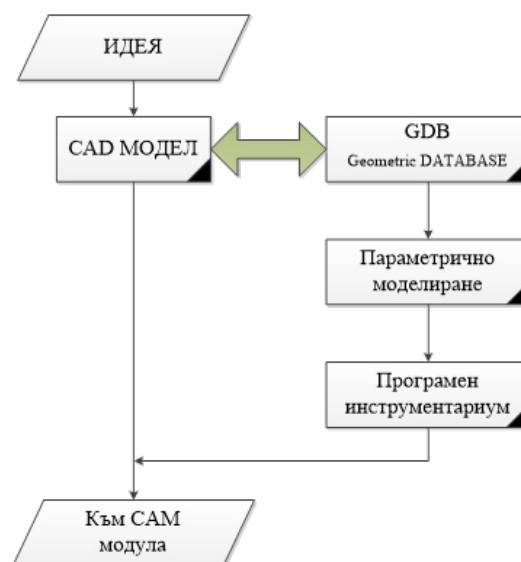 ИДЕЯ
CAD МОДЕЛ
GDB
Geometric DATABASE
Параметрично
моделиране
Програмен
инструментариум
Към CAM
модула